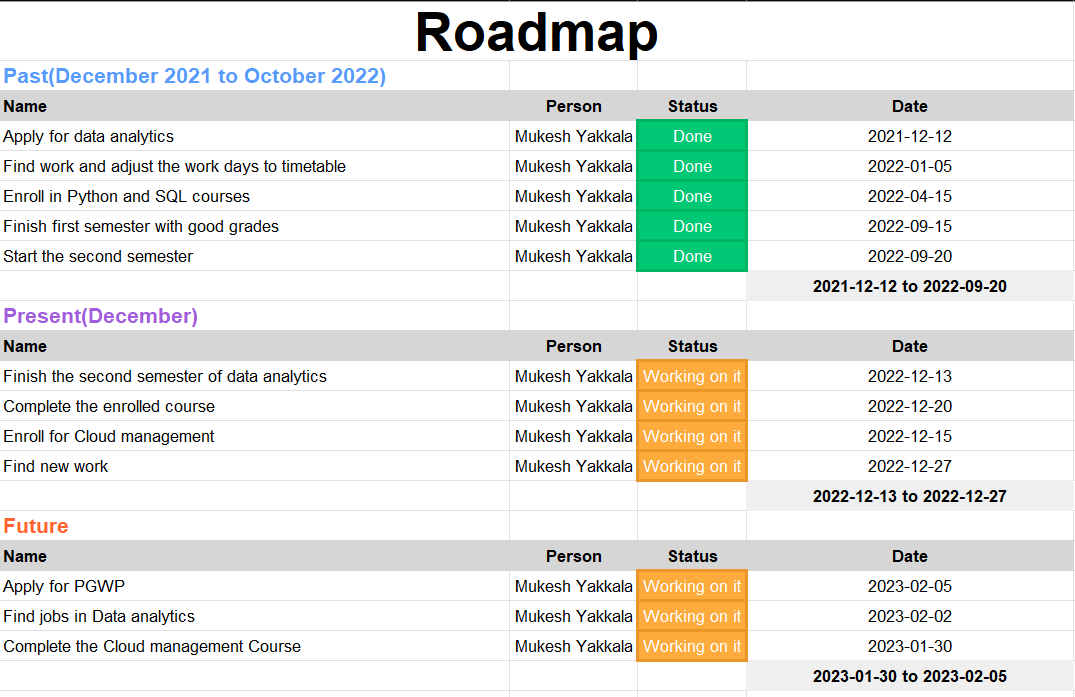 Roadmap
Past(December 2021 to October 2022)
Name Person Status Date
Apply for data analytics Mukesh Yakkala Done 2021-12-12
Find work and adjust the work days to timetable Mukesh Yakkala Done 2022-01-05
Enroll in Python and SQL courses Mukesh Yakkala Done 2022-04-15
Finish first semester with good grades Mukesh Yakkala Done 2022-09-15
Start the second semester Mukesh Yakkala Done 2022-09-20
2021-12-12 to 2022-09-20
Present(December)
Name Person Status Date
Finish the second semester of data analytics Mukesh Yakkala Working on it 2022-12-13
Complete the enrolled course Mukesh Yakkala Working on it 2022-12-20
Enroll for Cloud management Mukesh Yakkala Working on it 2022-12-15
Find new work Mukesh Yakkala Working on it 2022-12-27
2022-12-13 to 2022-12-27
Future
Name Person Status Date
Apply for PGWP Mukesh Yakkala Working on it 2023-02-05
Find jobs in Data analytics Mukesh Yakkala Working on it 2023-02-02
Complete the Cloud management Course Mukesh Yakkala Working on it 2023-01-30
2023-01-30 to 2023-02-05